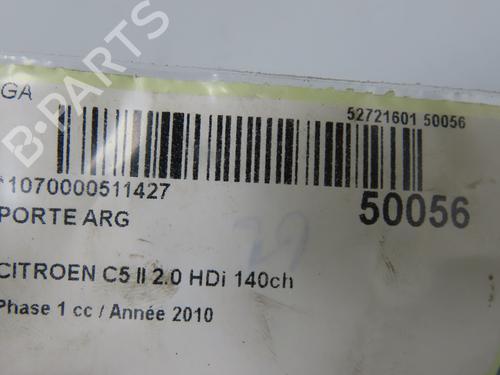 GA
52721601 50056
*1070000511427
50056
PORTE ARG
CITROEN C5 II 2.0 HDi 140ch
Phase 1 cc / Année 2010
B-PARTS